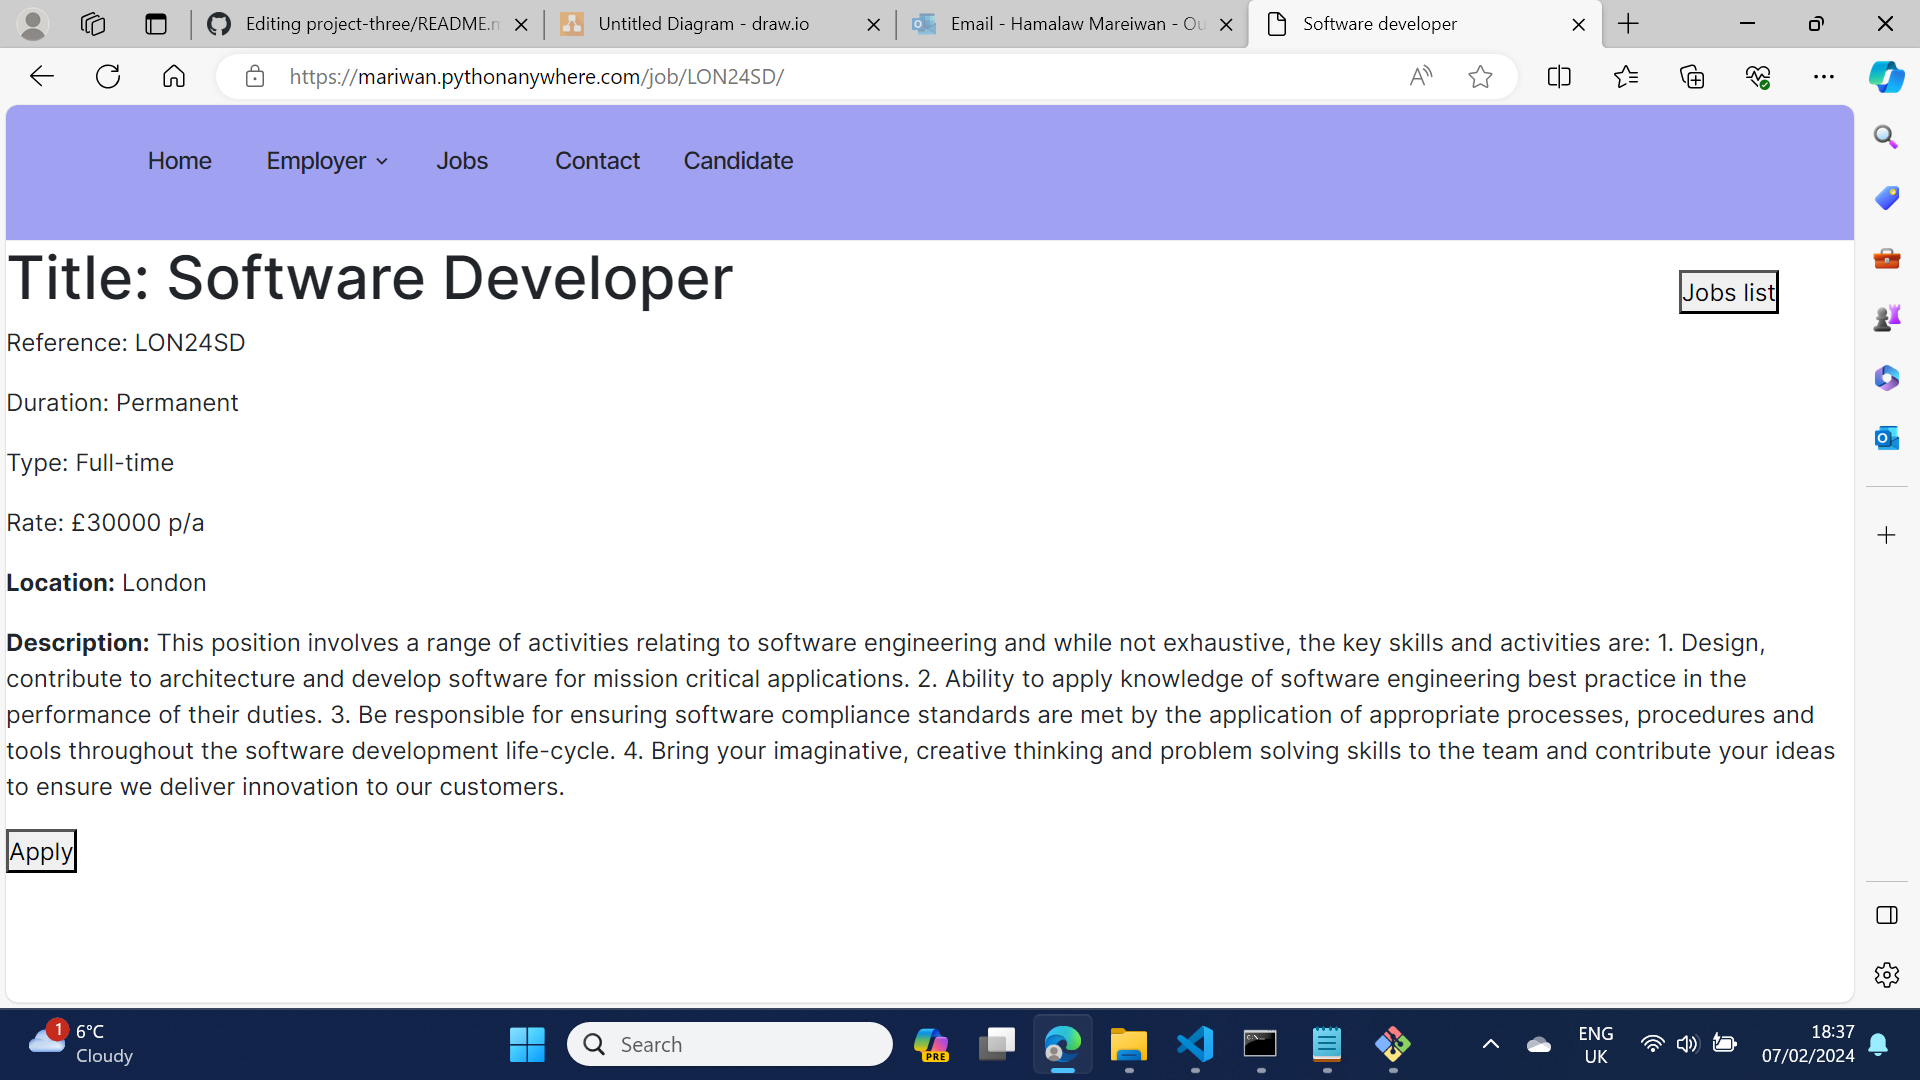 Editing project-three/README.m
Untitled Diagram - draw.io
Email - Hamalaw Mareiwan - Ou
Software developer
https://mariwan.pythonanywhere.com/job/LON24SD/
Home Employer Jobs Contact Candidate
Title: Software Developer
Jobs list
Reference: LON24SD
Duration: Permanent
Type: Full-time
Rate: £30000 p/a
Location: London
Description: This position involves a range of activities relating to software engineering and while not exhaustive, the key skills and activities are: 1. Design,
contribute to architecture and develop software for mission critical applications. 2. Ability to apply knowledge of software engineering best practice in the
performance of their duties. 3. Be responsible for ensuring software compliance standards are met by the application of appropriate processes, procedures and
tools throughout the software development life-cycle. 4. Bring your imaginative, creative thinking and problem solving skills to the team and contribute your ideas
to ensure we deliver innovation to our customers.
Apply
1
6°C
Cloudy
Search
PRE
ENG
UK
18:37
07/02/2024